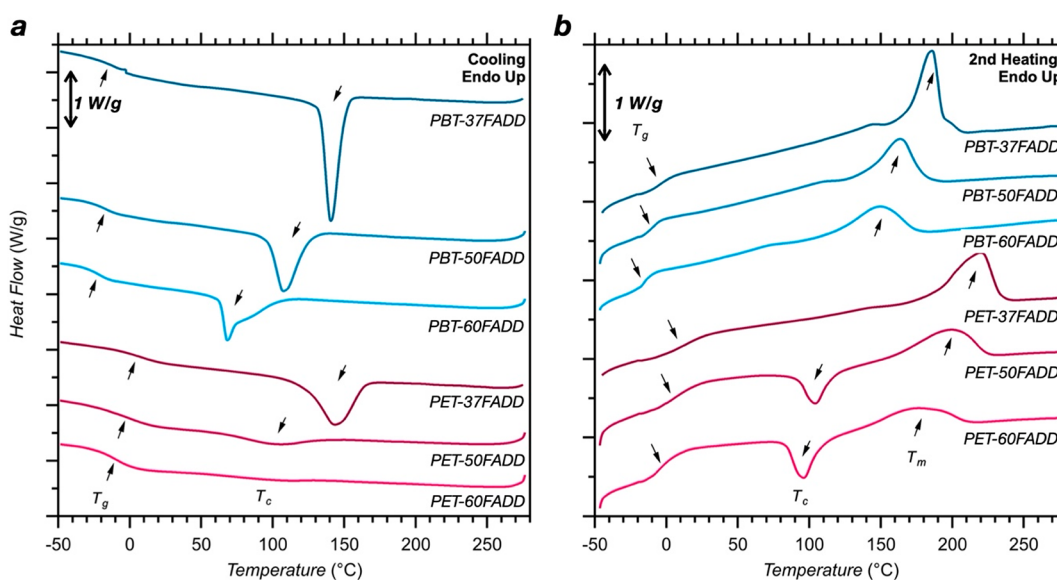 a
Cooling
Endo Up
1 W/g
PBT-37FADD
PBT-50FADD
PBT-60FADD
PET-37FADD
PET-50FADD
PET-60FADD
Tg
Tc
Heat Flow (W/g)
-50 0 50 100 150 200 250
Temperature (°C)
b
2nd Heating
Endo Up
1 W/g
Tg
PBT-37FADD
PBT-50FADD
PBT-60FADD
PET-37FADD
PET-50FADD
PET-60FADD
Tm
Tc
-50 0 50 100 150 200 250
Temperature (°C)